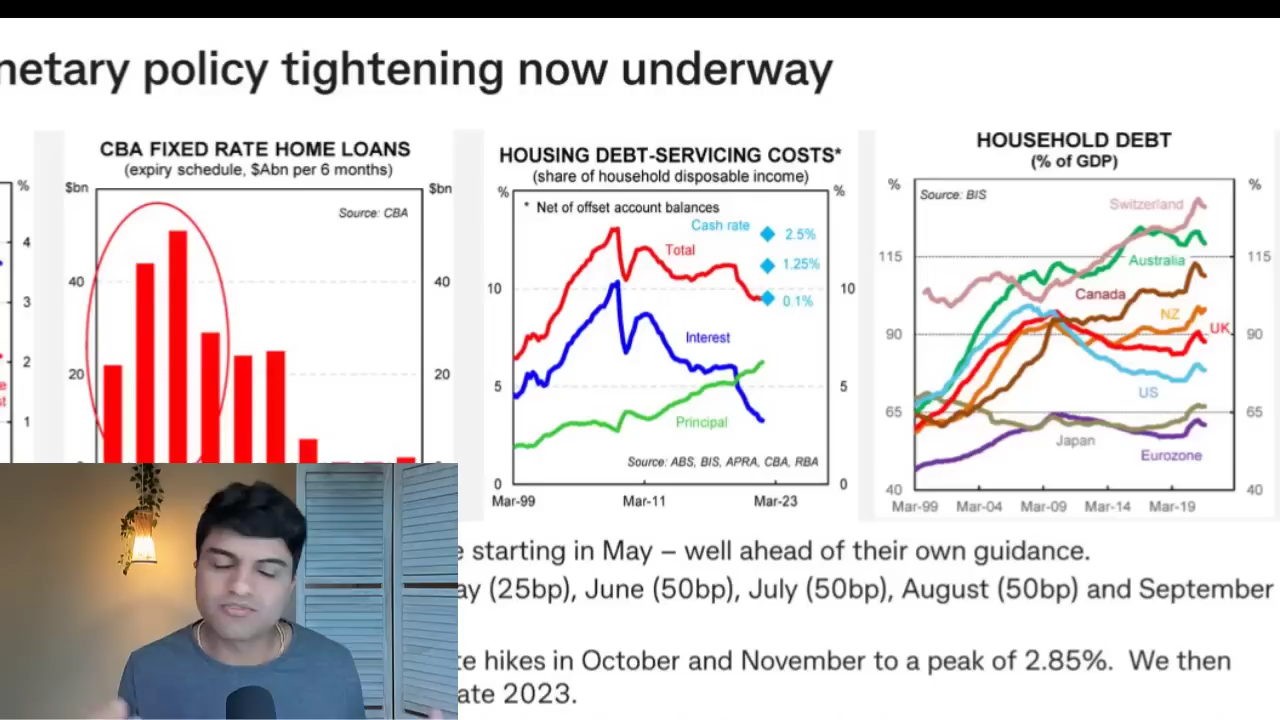 netary policy tightening now underway
%
4
3
2
1
CBA FIXED RATE HOME LOANS
(expiry schedule, $Abn per 6 months)
$bn
$bn
Source: CBA
40
40
20
20
HOUSING DEBT-SERVICING COSTS*
(share of household disposable income)
%
%
* Net of offset account balances
Cash rate
2.5%
Total
1.25%
10
10
0.1%
Interest
5
5
Principal
Source: ABS, BIS, APRA, CBA, RBA
0
0
Mar-99
Mar-11
Mar-23
HOUSEHOLD DEBT
(% of GDP)
%
%
Source: BIS
Switzerland
115
115
Australia
Canada
NZ
UK
90
90
US
65
65
Japan
Eurozone
40
40
Mar-99
Mar-04
Mar-09
Mar-14
Mar-19
e starting in May – well ahead of their own guidance.
ay (25bp), June (50bp), July (50bp), August (50bp) and September
te hikes in October and November to a peak of 2.85%. We then
ate 2023.